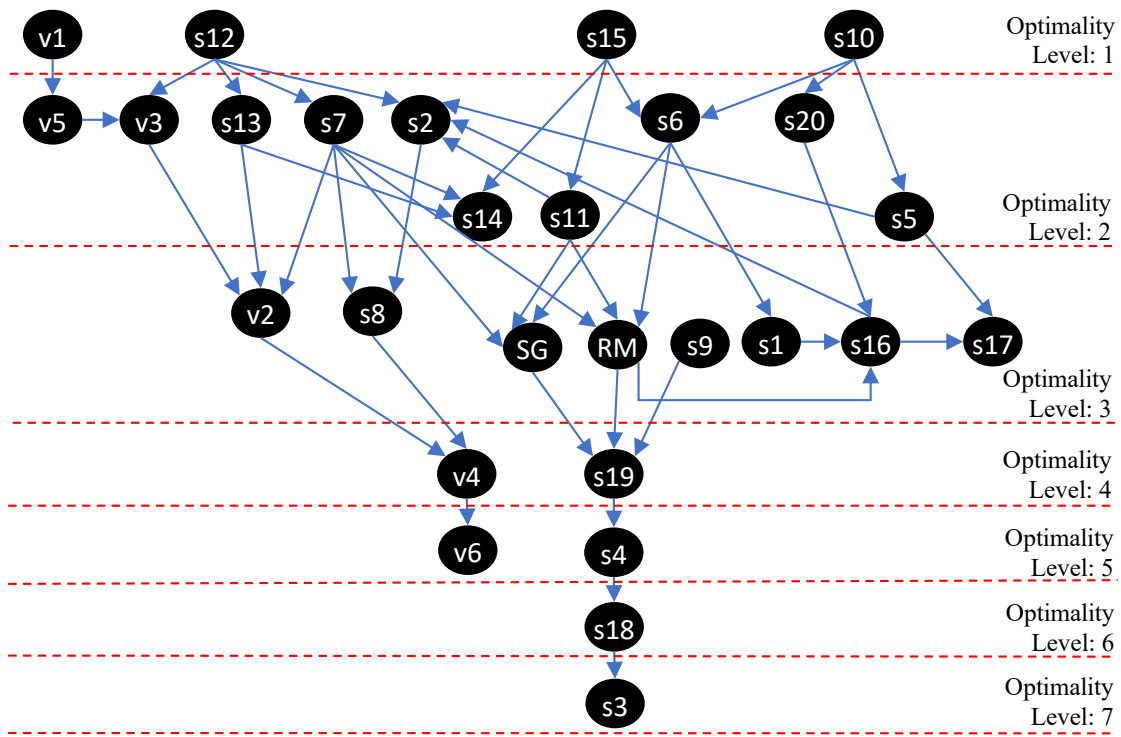 v1
s12
s15
s10
Optimality
Level: 1
v5
v3
s13
s7
s2
s6
s20
s14
s11
s5
Optimality
Level: 2
v2
s8
SG
RM
s9
s1
s16
s17
Optimality
Level: 3
v4
s19
Optimality
Level: 4
v6
s4
Optimality
Level: 5
s18
Optimality
Level: 6
s3
Optimality
Level: 7